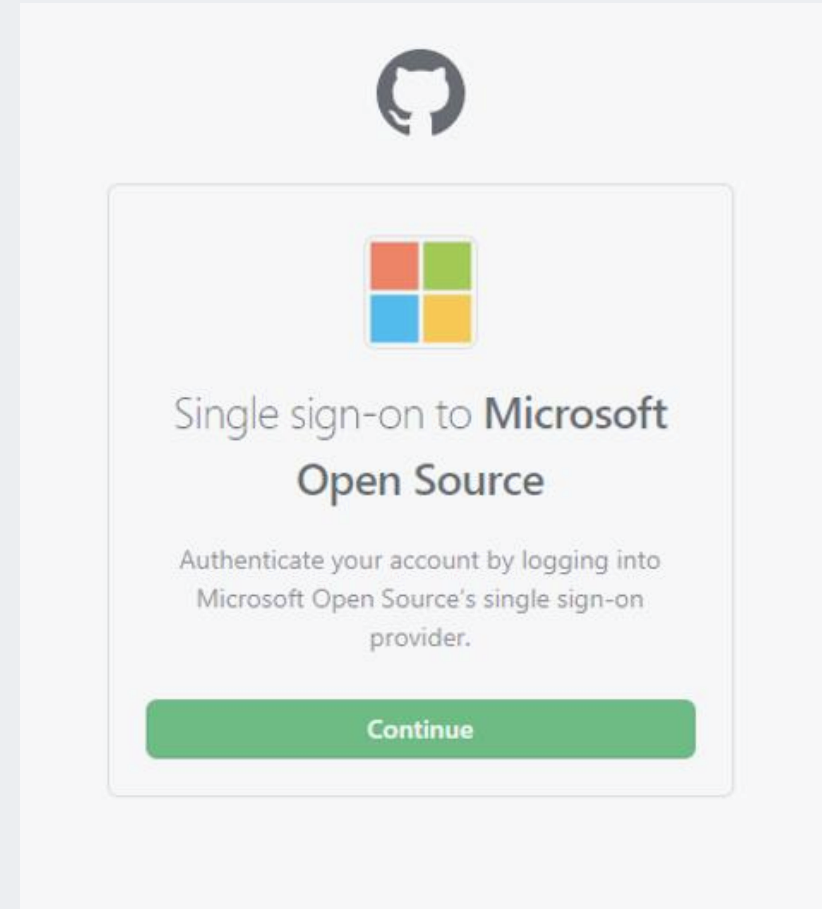 Single sign-on to Microsoft
Open Source
Authenticate your account by logging into
Microsoft Open Source's single sign-on
provider.
Continue